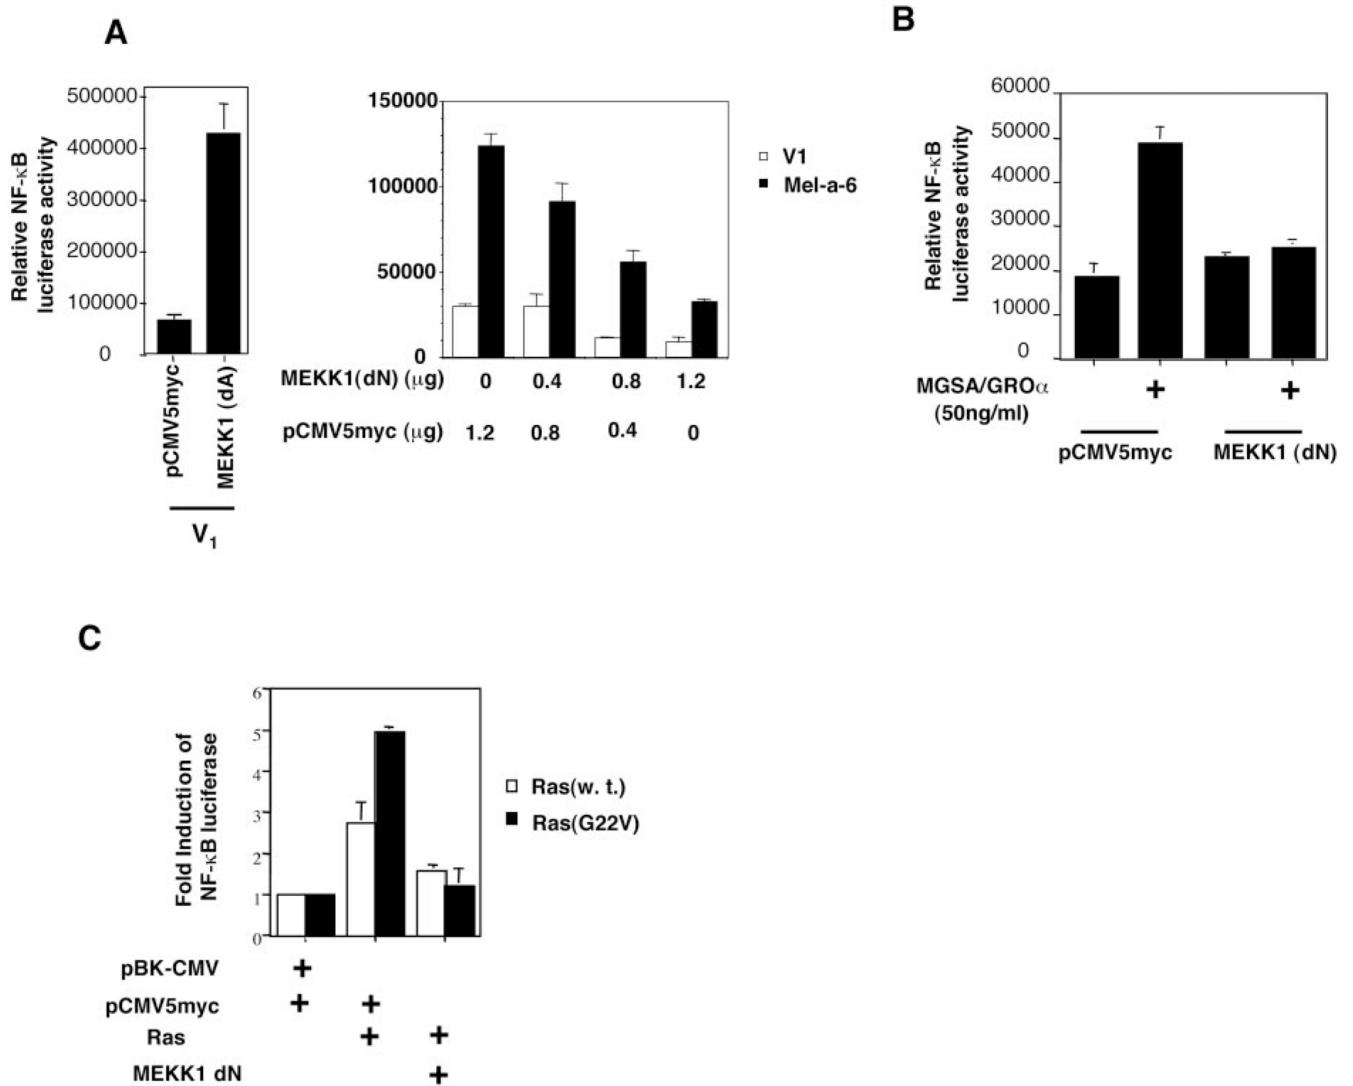 A
Relative NF-κB
luciferase activity
500000
400000
300000
200000
100000
0
pCMV5myc
MEKK1 (dA)
V1
150000
100000
50000
0
V1
Mel-a-6
MEKK1(dN) (μg) 0 0.4 0.8 1.2
pCMV5myc (μg) 1.2 0.8 0.4 0
B
Relative NF-κB
luciferase activity
60000
50000
40000
30000
20000
10000
0
MGSA/GROα + +
(50ng/ml)
pCMV5myc MEKK1 (dN)
C
Fold Induction of
NF-κB luciferase
6
5
4
3
2
1
0
Ras(w. t.)
Ras(G22V)
pBK-CMV +
pCMV5myc + +
Ras + +
MEKK1 dN +